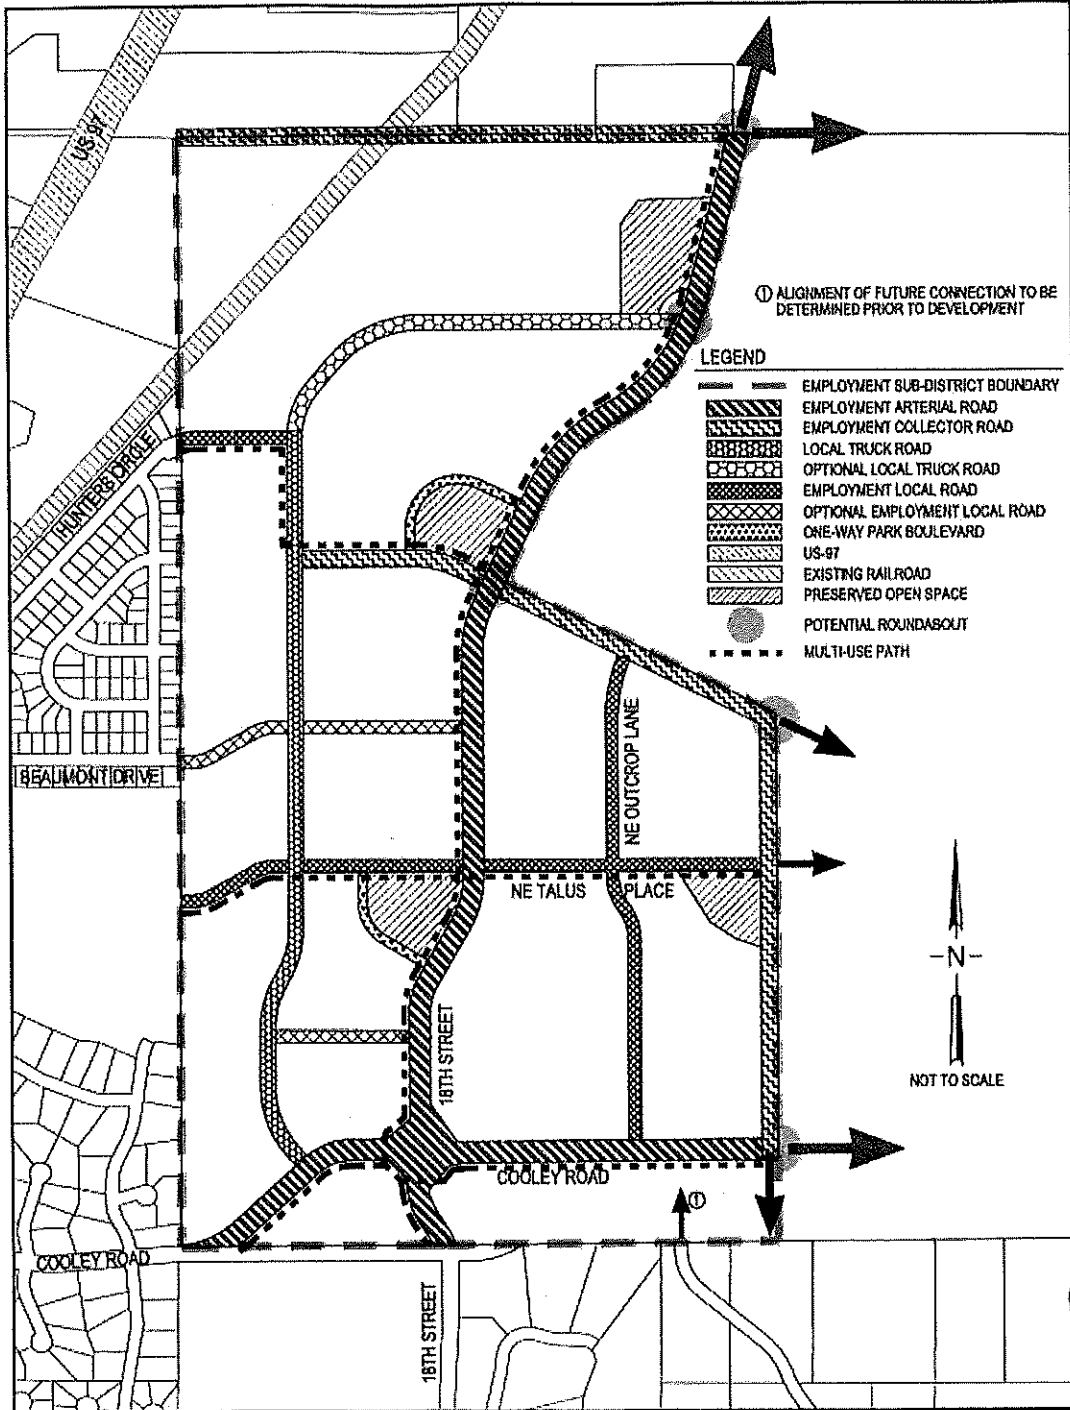 US-97
① ALIGNMENT OF FUTURE CONNECTION TO BE
DETERMINED PRIOR TO DEVELOPMENT
LEGEND
EMPLOYMENT SUB-DISTRICT BOUNDARY
EMPLOYMENT ARTERIAL ROAD
EMPLOYMENT COLLECTOR ROAD
LOCAL TRUCK ROAD
OPTIONAL LOCAL TRUCK ROAD
EMPLOYMENT LOCAL ROAD
OPTIONAL EMPLOYMENT LOCAL ROAD
ONE-WAY PARK BOULEVARD
US-97
EXISTING RAILROAD
PRESERVED OPEN SPACE
POTENTIAL ROUNDABOUT
MULTI-USE PATH
HUNTERS CIRCLE
BEAUMONT DRIVE
NE OUTCROP LANE
NE TALUS PLACE
-N-
NOT TO SCALE
18TH STREET
COOLEY ROAD
①
COOLEY ROAD
18TH STREET